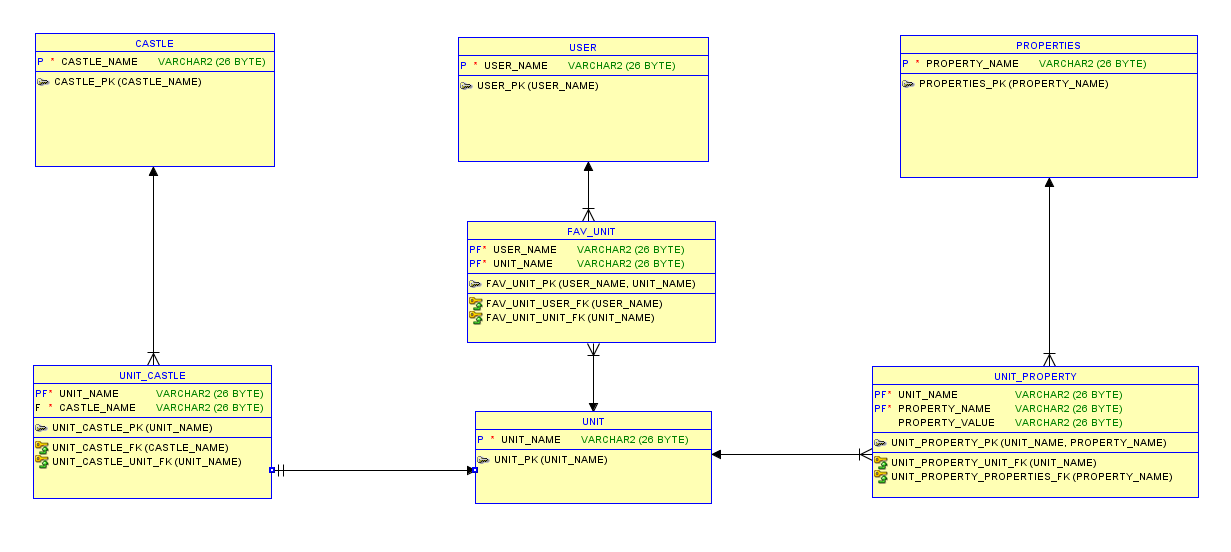 CASTLE
P * CASTLE_NAME VARCHAR2 (26 BYTE)
CASTLE_PK (CASTLE_NAME)
USER
P * USER_NAME VARCHAR2 (26 BYTE)
USER_PK (USER_NAME)
PROPERTIES
P * PROPERTY_NAME VARCHAR2 (26 BYTE)
PROPERTIES_PK (PROPERTY_NAME)
FAV_UNIT
PF* USER_NAME VARCHAR2 (26 BYTE)
PF* UNIT_NAME VARCHAR2 (26 BYTE)
FAV_UNIT_PK (USER_NAME, UNIT_NAME)
FAV_UNIT_USER_FK (USER_NAME)
FAV_UNIT_UNIT_FK (UNIT_NAME)
UNIT_CASTLE
PF* UNIT_NAME VARCHAR2 (26 BYTE)
F * CASTLE_NAME VARCHAR2 (26 BYTE)
UNIT_CASTLE_PK (UNIT_NAME)
UNIT_CASTLE_FK (CASTLE_NAME)
UNIT_CASTLE_UNIT_FK (UNIT_NAME)
UNIT
P * UNIT_NAME VARCHAR2 (26 BYTE)
UNIT_PK (UNIT_NAME)
UNIT_PROPERTY
PF* UNIT_NAME VARCHAR2 (26 BYTE)
PF* PROPERTY_NAME VARCHAR2 (26 BYTE)
PROPERTY_VALUE VARCHAR2 (26 BYTE)
UNIT_PROPERTY_PK (UNIT_NAME, PROPERTY_NAME)
UNIT_PROPERTY_UNIT_FK (UNIT_NAME)
UNIT_PROPERTY_PROPERTIES_FK (PROPERTY_NAME)